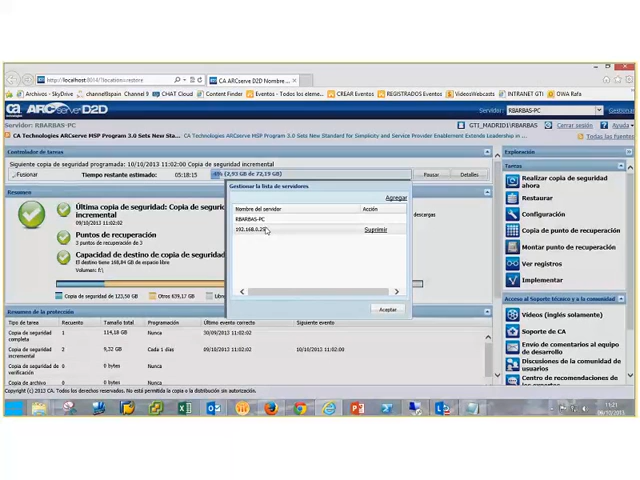 http://localhost:8014/?location=restore
CA ARCserve D2D Nombre ...
Archivos - SkyDrive
channel9spain
CHAT Cloud
Content Finder
Eventos - Todos los eleme...
CREAR Eventos
REGISTRADOS Eventos
VideosWebcasts
INTRANET GTI
OWA Rafa
ca ARCserve D2D
Servidor: RBARBAS-PC
Gestionar
Servidor: RBARBAS-PC
GTI_MADRID1\RBARBAS
Cerrar sesión
Ayuda
CA Technologies ARCserve MSP Program 3.0 Sets New Sta...
CA Technologies ARCserve MSP Program 3.0 Sets New Standard for Simplicity and Service Provider Enablement Extends Leadership in ...
Todas las fuentes
Controlador de tareas
Siguiente evento de copia de seguridad programada: 10/10/2013 11:02:00 Copia de seguridad incremental
Fusionar
Tiempo restante estimado:
05:18:15
4% (2,93 GB de 72,19 GB)
Pausar
Detalles
Resumen
Última copia de seguridad: Copia de seguridad
incremental
09/10/2013 11:02:02
Puntos de recuperación
3 puntos de recuperación de 3
Capacidad de destino de copia de seguridad
El destino tiene 168,84 GB de espacio libre
Volumen: f:\
Copia de seguridad de 123,50 GB
Otros 639,17 GB
descargas
Gestionar la lista de servidores
Agregar
Nombre del servidor
Acción
RBARBAS-PC
192.168.0.25
Suprimir
Aceptar
Resumen de la protección
Tipo de tarea
Recuento
Tamaño total
Programación
Último evento correcto
Siguiente evento
Copia de seguridad
completa
1
114,18 GB
Nunca
30/09/2013 11:02:02
Copia de seguridad
incremental
2
9,32 GB
Cada 1 días
09/10/2013 11:02:02
10/10/2013 11:02:00
Copia de seguridad de
verificación
0
0 bytes
Nunca
Copia de archivo
0
0 bytes
Nunca
Exploración
Tareas
Realizar copia de seguridad
ahora
Restaurar
Configuración
Copia de punto de recuperación
Montar punto de recuperación
Ver registros
Implementar
Acceso al Soporte técnico y a la comunidad
Vídeos (inglés solamente)
Soporte de CA
Envío de comentarios al equipo
de desarrollo
Discusiones de la comunidad de
usuarios
Centro de recomendaciones de
Copyright (c) 2013 CA. Todos los derechos reservados. No está permitida la copia o la distribución sin autorización.
11:21
09/10/2013